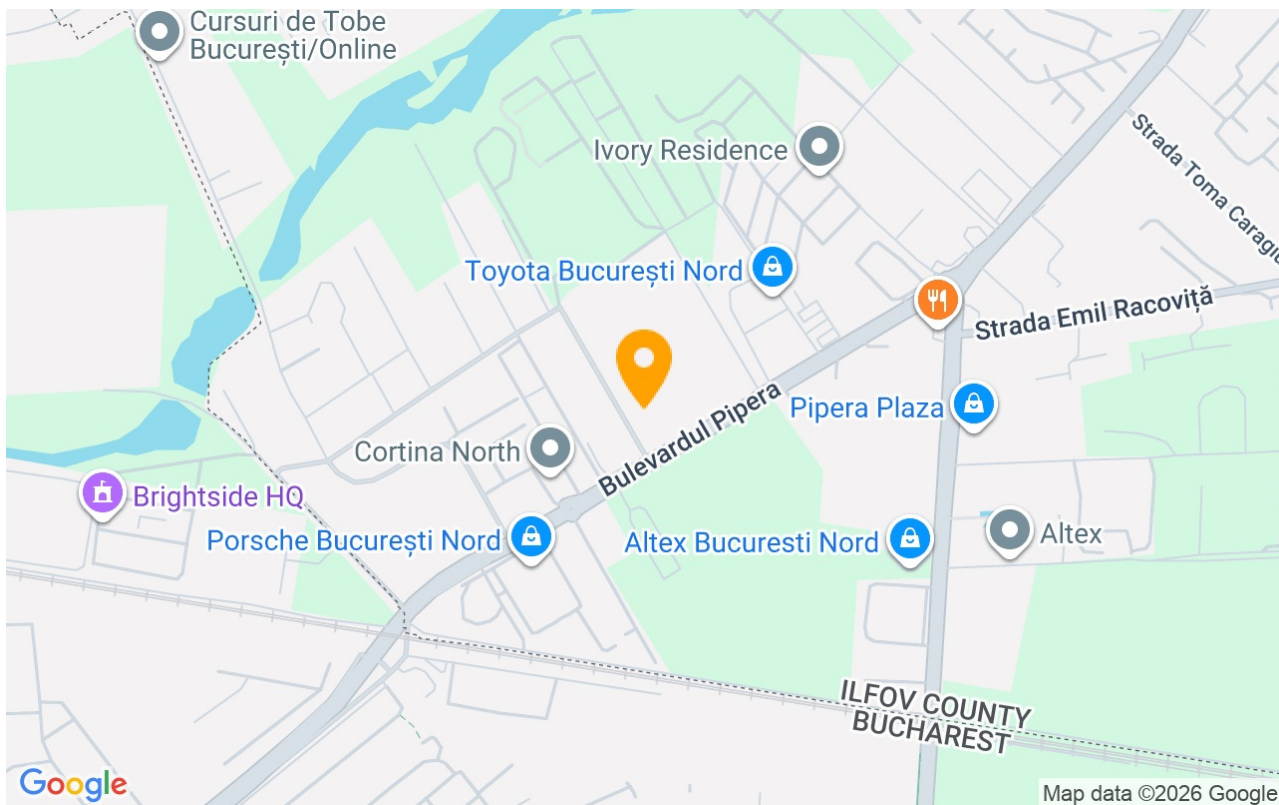 Cursuri de Tobe
București/Online
Ivory Residence
Strada Toma Caragiu
Toyota București Nord
Strada Emil Racoviță
Bulevardul Pipera
Pipera Plaza
Cortina North
Brightside HQ
Porsche București Nord
Altex Bucuresti Nord
Altex
ILFOV COUNTY
BUCHAREST
Google
Map data ©2026 Google